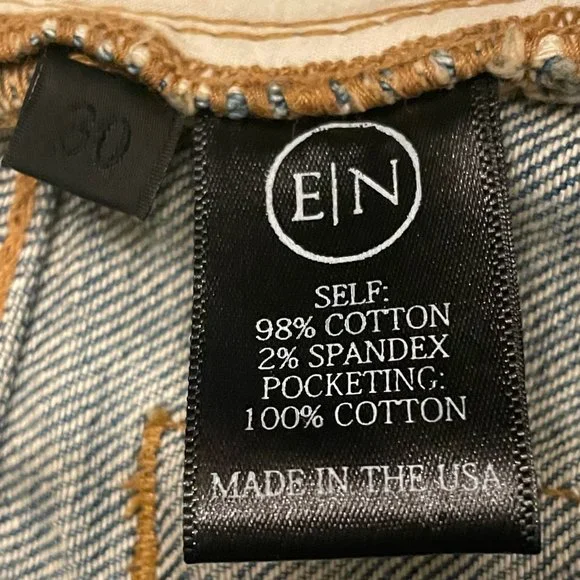 30
E|N
SELF:
98% COTTON
2% SPANDEX
POCKETING:
100% COTTON
MADE IN THE USA